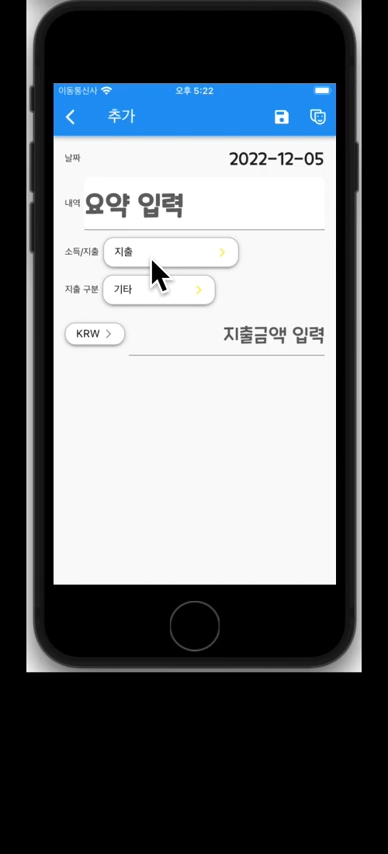 이동통신사 오후 5:22
추가
날짜 2022-12-05
내역 요약 입력
소득/지출 지출
지출 구분 기타
KRW 지출금액 입력